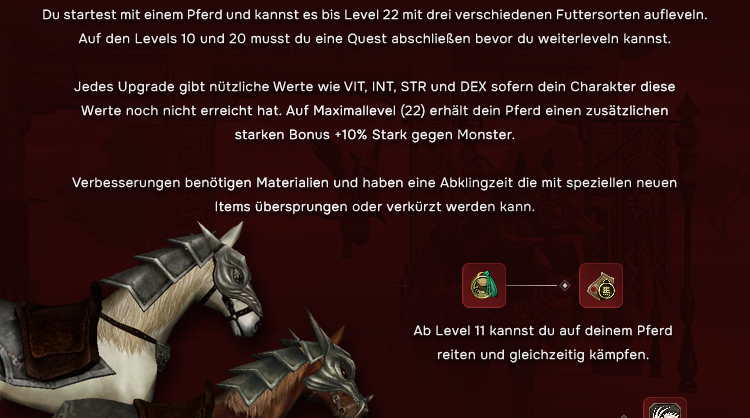 Du startest mit einem Pferd und kannst es bis Level 22 mit drei verschiedenen Futtersorten aufleveln.
Auf den Levels 10 und 20 musst du eine Quest abschließen bevor du weiterleveln kannst.
Jedes Upgrade gibt nützliche Werte wie VIT, INT, STR und DEX sofern dein Charakter diese
Werte noch nicht erreicht hat. Auf Maximallevel (22) erhält dein Pferd einen zusätzlichen
starken Bonus +10% Stark gegen Monster.
Verbesserungen benötigen Materialien und haben eine Abklingzeit die mit speziellen neuen
Items übersprungen oder verkürzt werden kann.
Ab Level 11 kannst du auf deinem Pferd
reiten und gleichzeitig kämpfen.